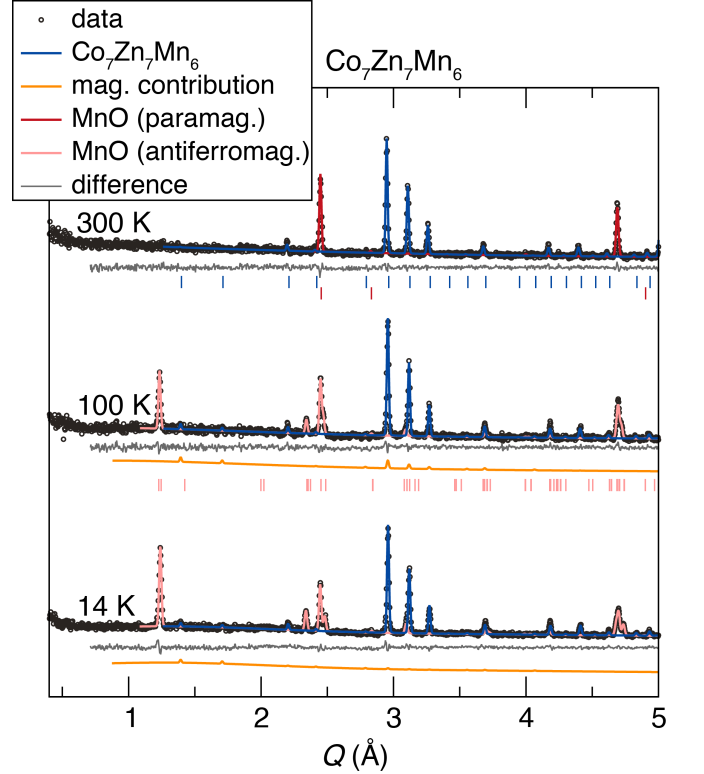 data
Co₇Zn₇Mn₆
mag. contribution
MnO (paramag.)
MnO (antiferromag.)
difference
Co₇Zn₇Mn₆
300 K
100 K
14 K
1 2 3 4 5
Q (Å)